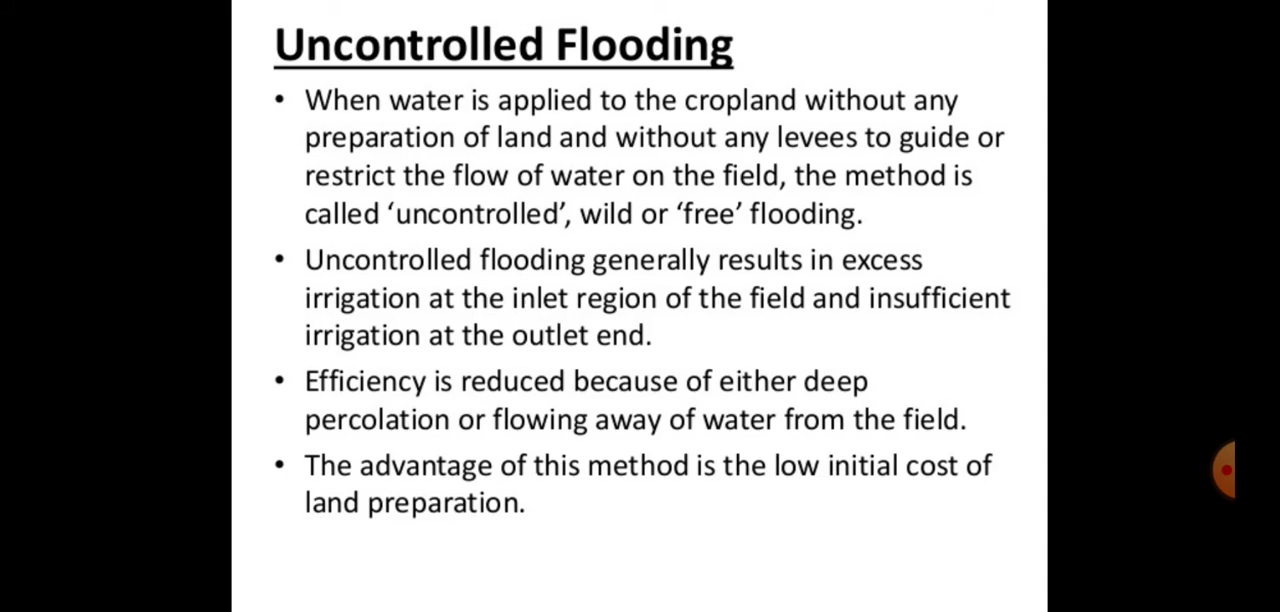 Uncontrolled Flooding
• When water is applied to the cropland without any
preparation of land and without any levees to guide or
restrict the flow of water on the field, the method is
called ‘uncontrolled’, wild or ‘free’ flooding.
• Uncontrolled flooding generally results in excess
irrigation at the inlet region of the field and insufficient
irrigation at the outlet end.
• Efficiency is reduced because of either deep
percolation or flowing away of water from the field.
• The advantage of this method is the low initial cost of
land preparation.